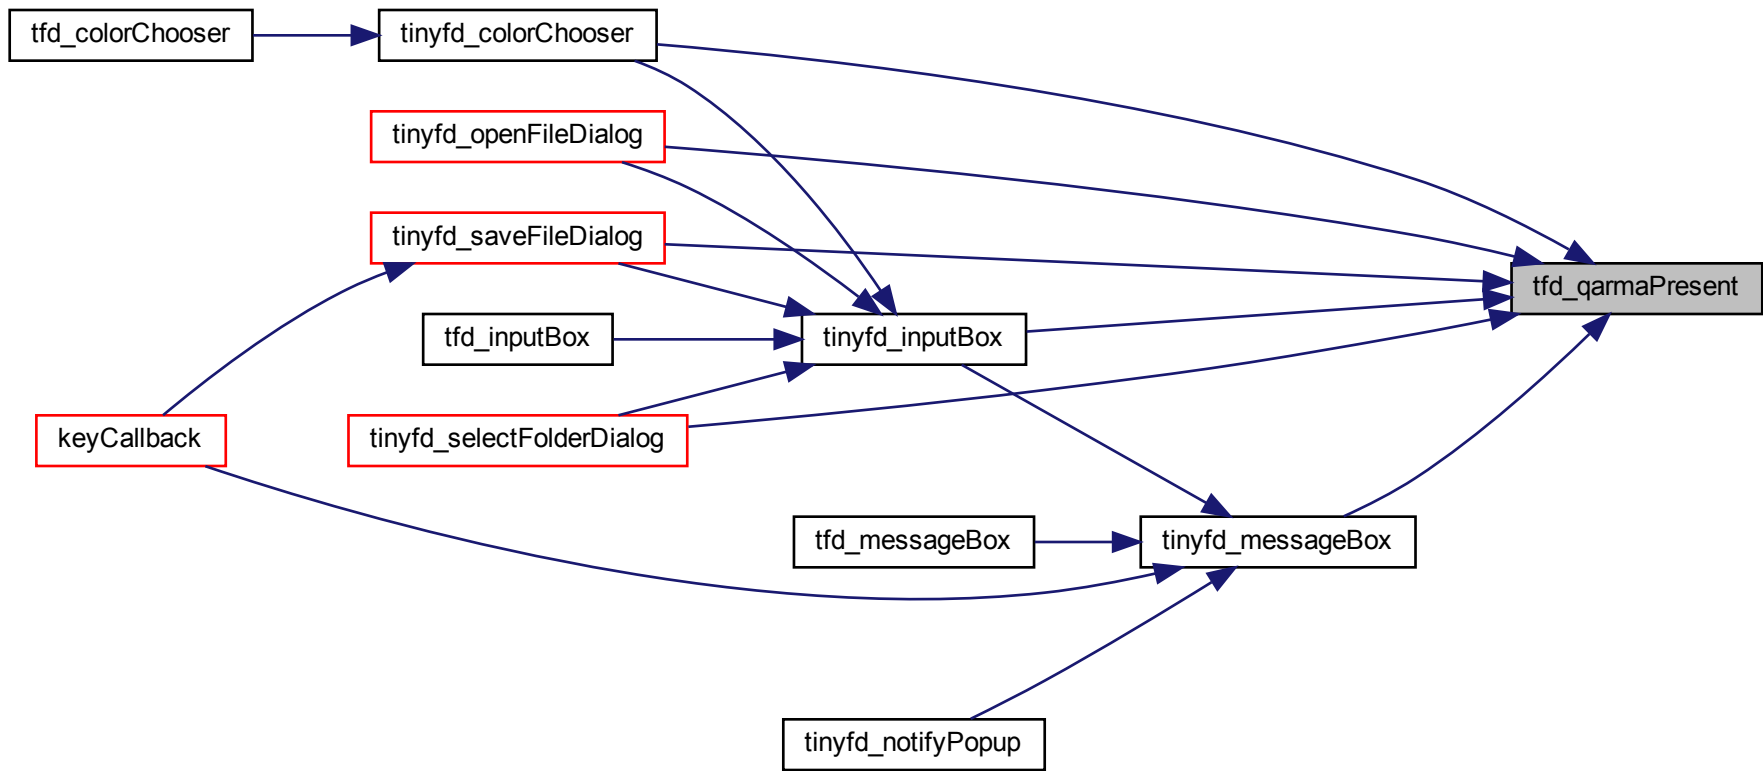 tfd_colorChooser
tinyfd_colorChooser
tinyfd_openFileDialog
tinyfd_saveFileDialog
tfd_qarmaPresent
tfd_inputBox
tinyfd_inputBox
keyCallback
tinyfd_selectFolderDialog
tfd_messageBox
tinyfd_messageBox
tinyfd_notifyPopup